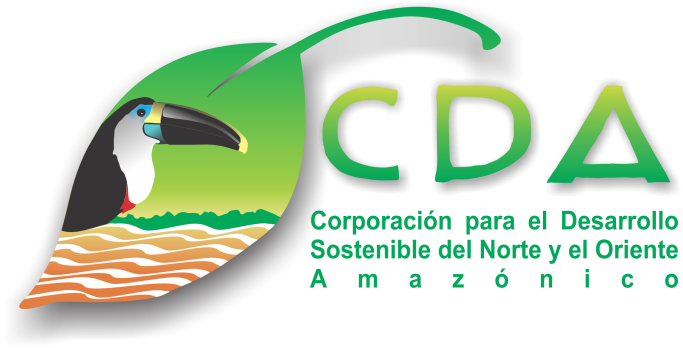 CDA
Corporación para el Desarrollo
Sostenible del Norte y el Oriente
Amazónico